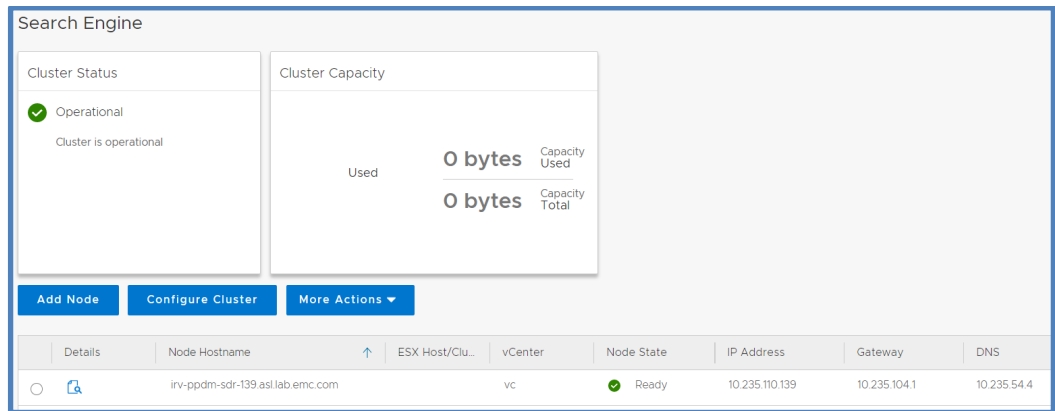 Search Engine
Cluster Status
Cluster Capacity
Operational
Cluster is operational
Used
0 bytes Capacity Used
0 bytes Capacity Total
Add Node
Configure Cluster
More Actions
Details Node Hostname ESX Host/Clu... vCenter Node State IP Address Gateway DNS
irv-ppdm-sdr-139.asl.lab.emc.com vc Ready 10.235.110.139 10.235.104.1 10.235.54.4